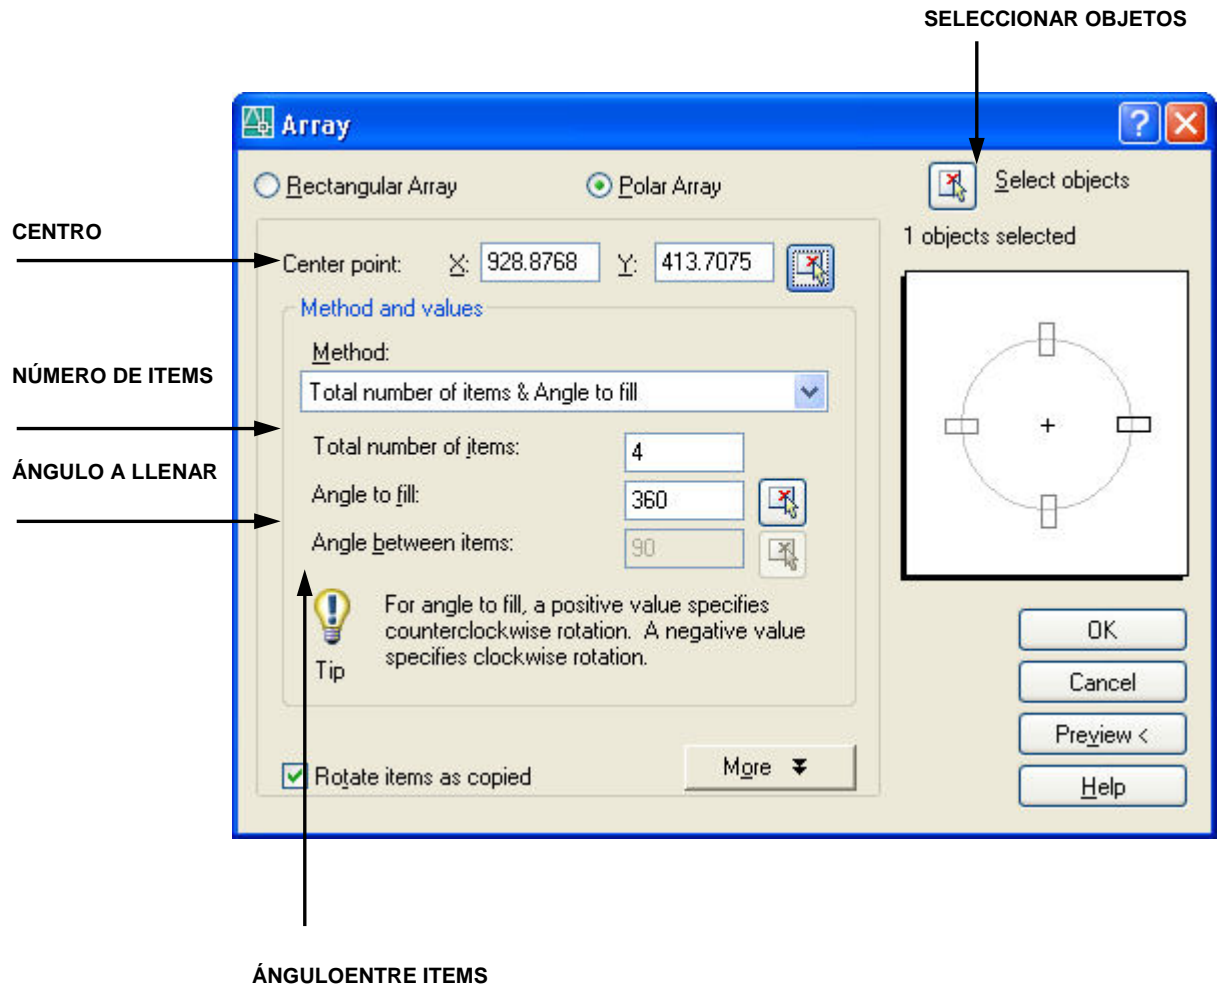 SELECCIONAR OBJETOS
Array
Rectangular Array
Polar Array
Select objects
CENTRO
1 objects selected
Center point: X: 928.8768 Y: 413.7075
Method and values
Method:
NÚMERO DE ITEMS
Total number of items & Angle to fill
Total number of items: 4
ÁNGULO A LLENAR
Angle to fill: 360
Angle between items: 90
For angle to fill, a positive value specifies
counterclockwise rotation. A negative value
specifies clockwise rotation.
Tip
OK
Cancel
Preview <
Help
Rotate items as copied
More
ÁNGULOENTRE ITEMS